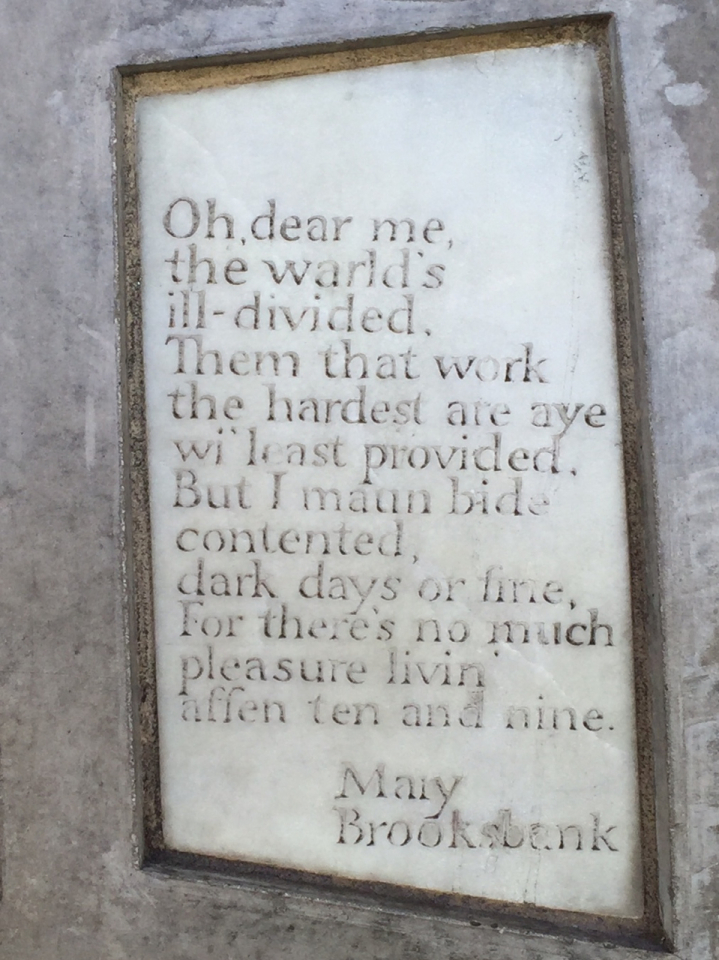 Oh, dear me,
the warld's
ill-divided.
Them that work
the hardest are aye
wi' least provided.
But I maun bide
contented,
dark days or fine,
For there's no much
pleasure livin'
affen ten and nine.
Mary
Brooksbank